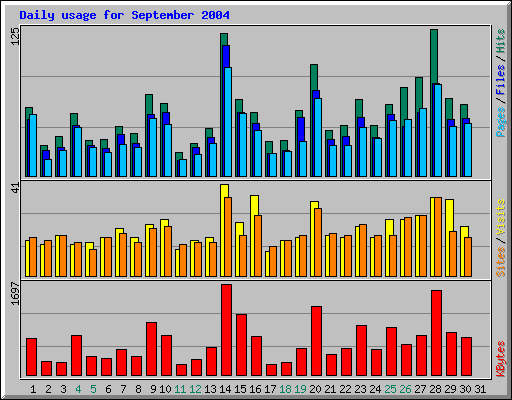 Daily usage for September 2004
125
Pages / Files / Hits
41
Sites / Visits
1697
KBytes
1 2 3 4 5 6 7 8 9 10 11 12 13 14 15 16 17 18 19 20 21 22 23 24 25 26 27 28 29 30 31